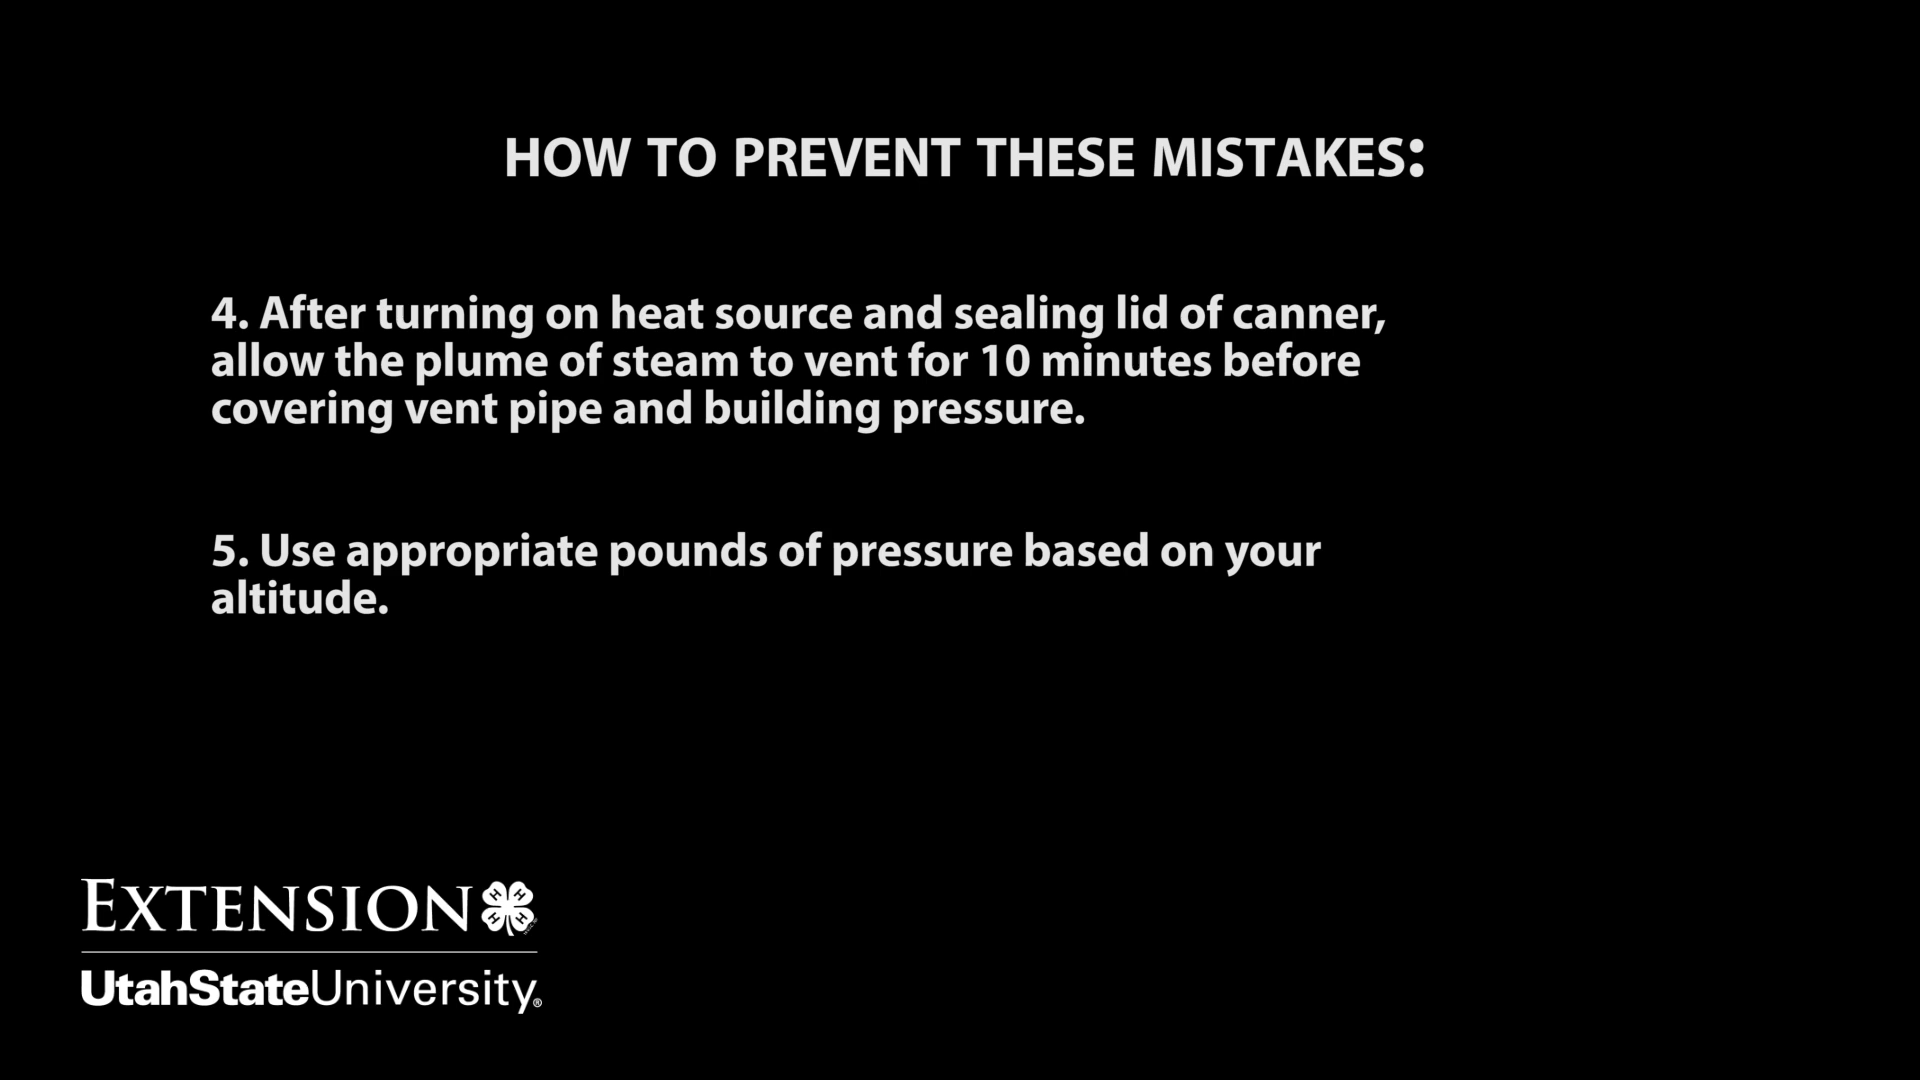 HOW TO PREVENT THESE MISTAKES:
4. After turning on heat source and sealing lid of canner,
allow the plume of steam to vent for 10 minutes before
covering vent pipe and building pressure.
5. Use appropriate pounds of pressure based on your
altitude.
EXTENSION
UtahStateUniversity®